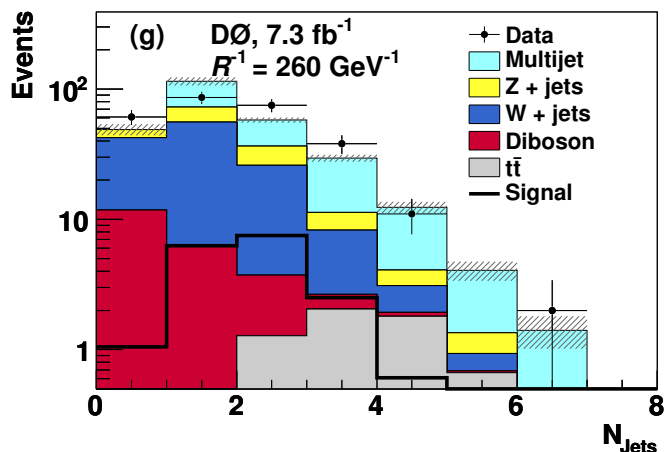 (g) DØ, 7.3 fb⁻¹
R⁻¹ = 260 GeV⁻¹
Data
Multijet
Z + jets
W + jets
Diboson
tt̄
Signal
Events
10²
10
1
0 2 4 6 8
N_Jets